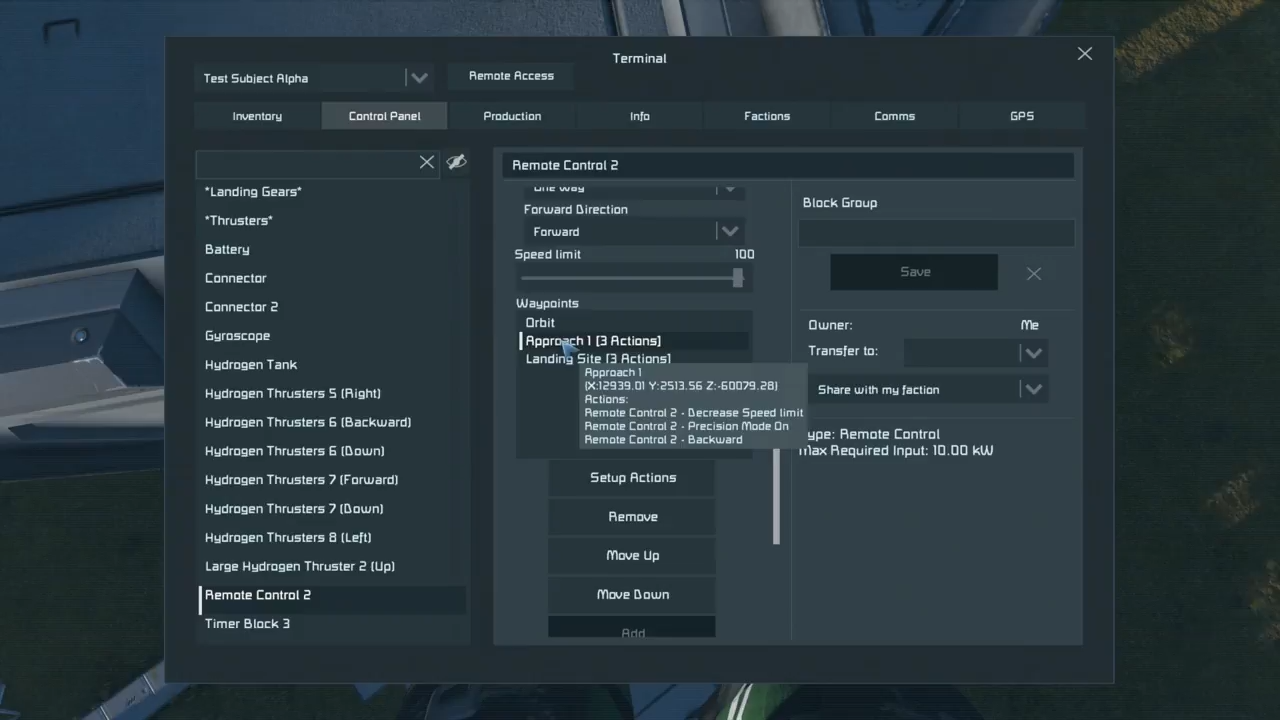 Terminal
Test Subject Alpha
Remote Access
Inventory
Control Panel
Production
Info
Factions
Comms
GPS
*Landing Gears*
*Thrusters*
Battery
Connector
Connector 2
Gyroscope
Hydrogen Tank
Hydrogen Thrusters 5 (Right)
Hydrogen Thrusters 6 (Backward)
Hydrogen Thrusters 6 (Down)
Hydrogen Thrusters 7 (Forward)
Hydrogen Thrusters 7 (Down)
Hydrogen Thrusters 8 (Left)
Large Hydrogen Thruster 2 (Up)
Remote Control 2
Timer Block 3
Remote Control 2
One Way
Forward Direction
Forward
Speed limit 100
Waypoints
Orbit
Approach 1 [3 Actions]
Landing Site [3 Actions]
Approach 1
(X:12939.01 Y:2513.56 Z:-60079.28)
Actions:
Remote Control 2 - Decrease Speed limit
Remote Control 2 - Precision Mode On
Remote Control 2 - Backward
Setup Actions
Remove
Move Up
Move Down
Add
Block Group
Save
Owner: Me
Transfer to:
Share with my faction
Type: Remote Control
Max Required Input: 10.00 kW